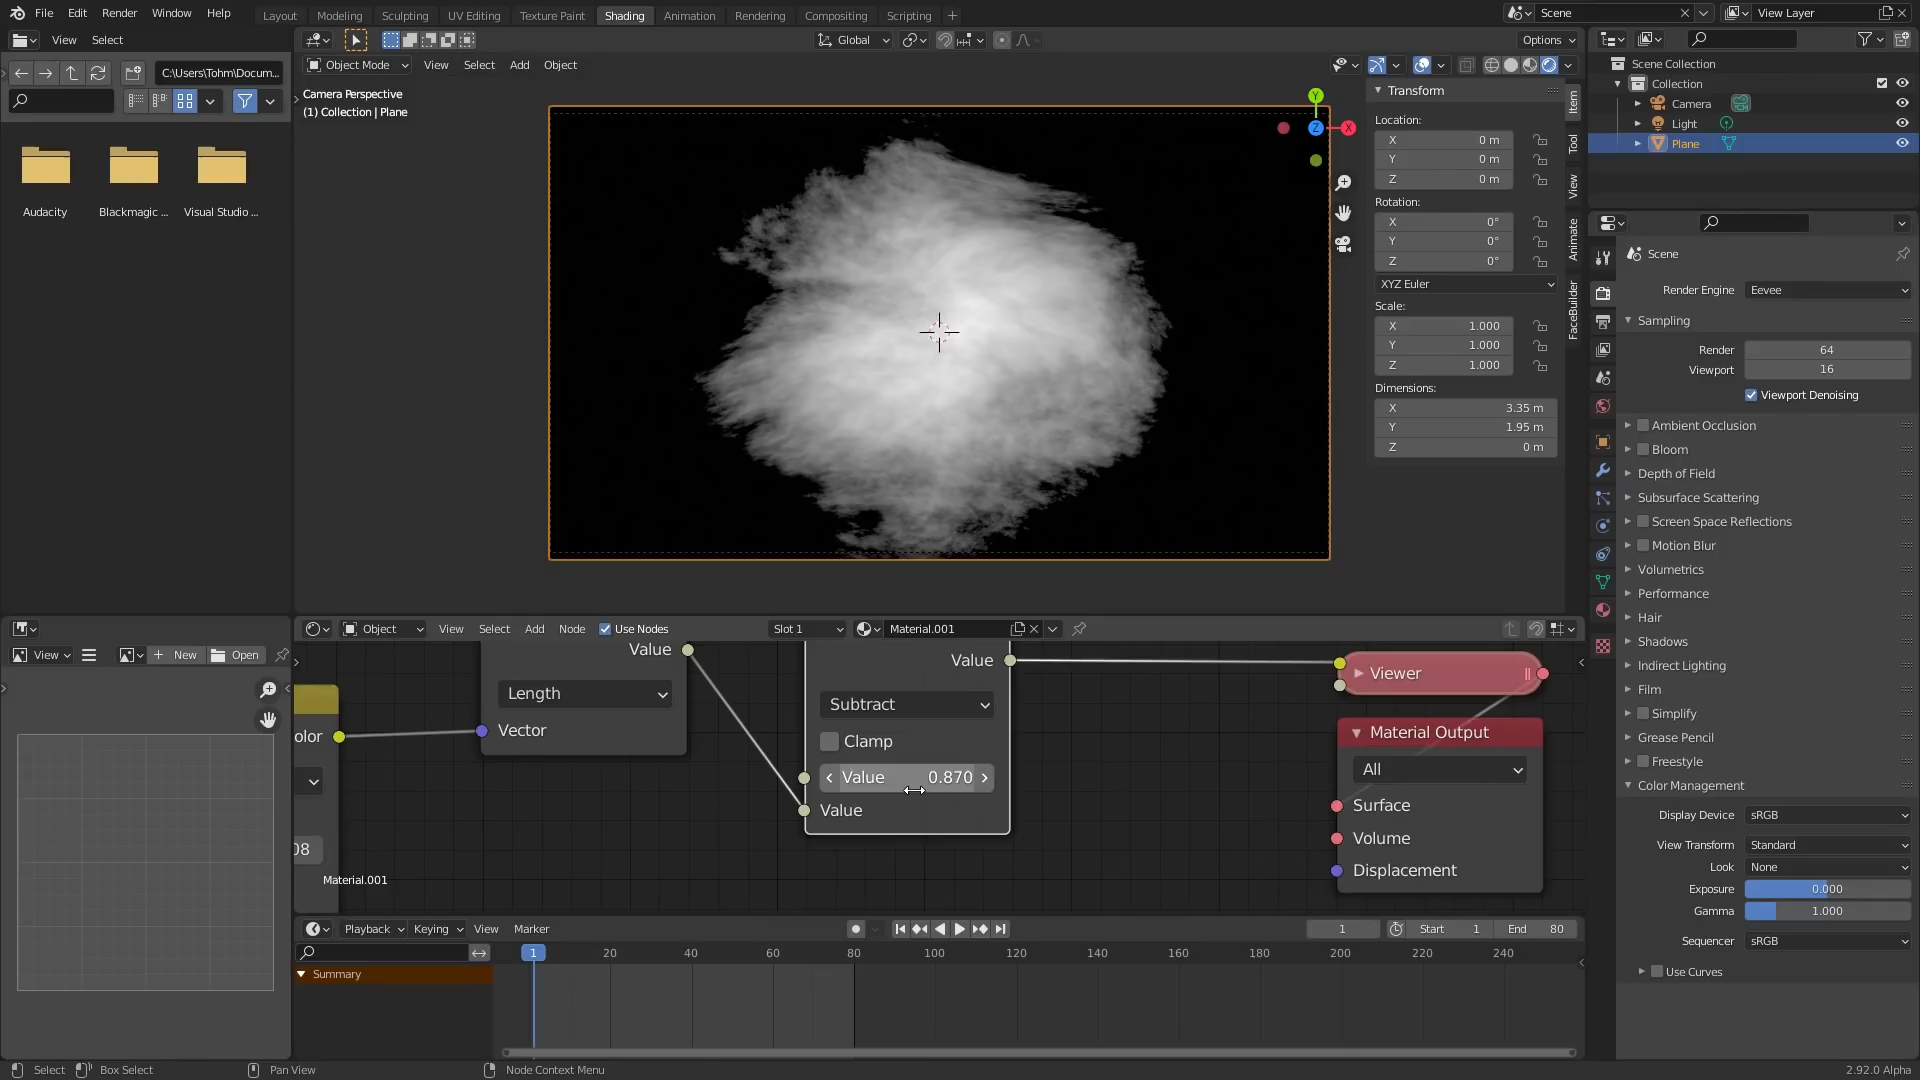 File Edit Render Window Help
Layout Modeling Sculpting UV Editing Texture Paint Shading Animation Rendering Compositing Scripting
Scene
View Layer
View Select
Global
Options
C:\Users\Tohm\Docum...
Object Mode View Select Add Object
Camera Perspective
(1) Collection | Plane
Audacity
Blackmagic ...
Visual Studio ...
Y
Z
X
Transform
Location:
X 0 m
Y 0 m
Z 0 m
Rotation:
X 0°
Y 0°
Z 0°
XYZ Euler
Scale:
X 1.000
Y 1.000
Z 1.000
Dimensions:
X 3.35 m
Y 1.95 m
Z 0 m
Item
Tool
View
Animate
FaceBuilder
Scene Collection
Collection
Camera
Light
Plane
Scene
Render Engine Eevee
Sampling
Render 64
Viewport 16
Viewport Denoising
Ambient Occlusion
Bloom
Depth of Field
Subsurface Scattering
Screen Space Reflections
Motion Blur
Volumetrics
Performance
Hair
Shadows
Indirect Lighting
Film
Simplify
Grease Pencil
Freestyle
Color Management
Display Device sRGB
View Transform Standard
Look None
Exposure 0.000
Gamma 1.000
Sequencer sRGB
Use Curves
View New Open
Object View Select Add Node Use Nodes Slot 1 Material.001
Value
Length
Vector
olor
08
Material.001
Value
Subtract
Clamp
Value 0.870
Value
Viewer
Material Output
All
Surface
Volume
Displacement
Playback Keying View Marker
1 Start 1 End 80
1 20 40 60 80 100 120 140 160 180 200 220 240
Summary
Select Box Select Pan View Node Context Menu
2.92.0 Alpha